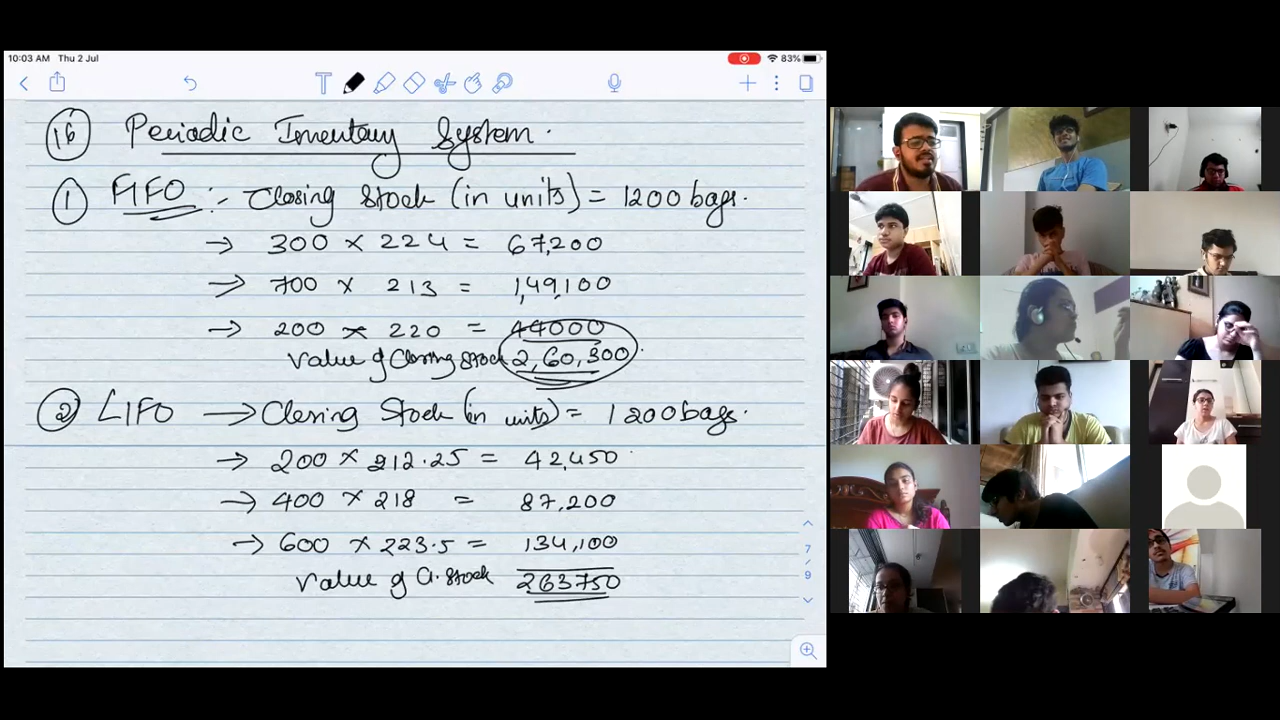 10:03 AM Thu 2 Jul 83%
16 Periodic Inventory System.
1 FIFO :- Closing Stock (in units) = 1200 bags.
→ 300 × 224 = 67,200
→ 700 × 213 = 1,49,100
→ 200 × 220 = 44000
Value of Closing Stock 2,60,300
2 LIFO → Closing Stock (in units) = 1200 bags.
→ 200 × 212.25 = 42,450
→ 400 × 218 = 87,200
→ 600 × 223.5 = 134,100
Value of Cl. Stock 263750
7
/
9